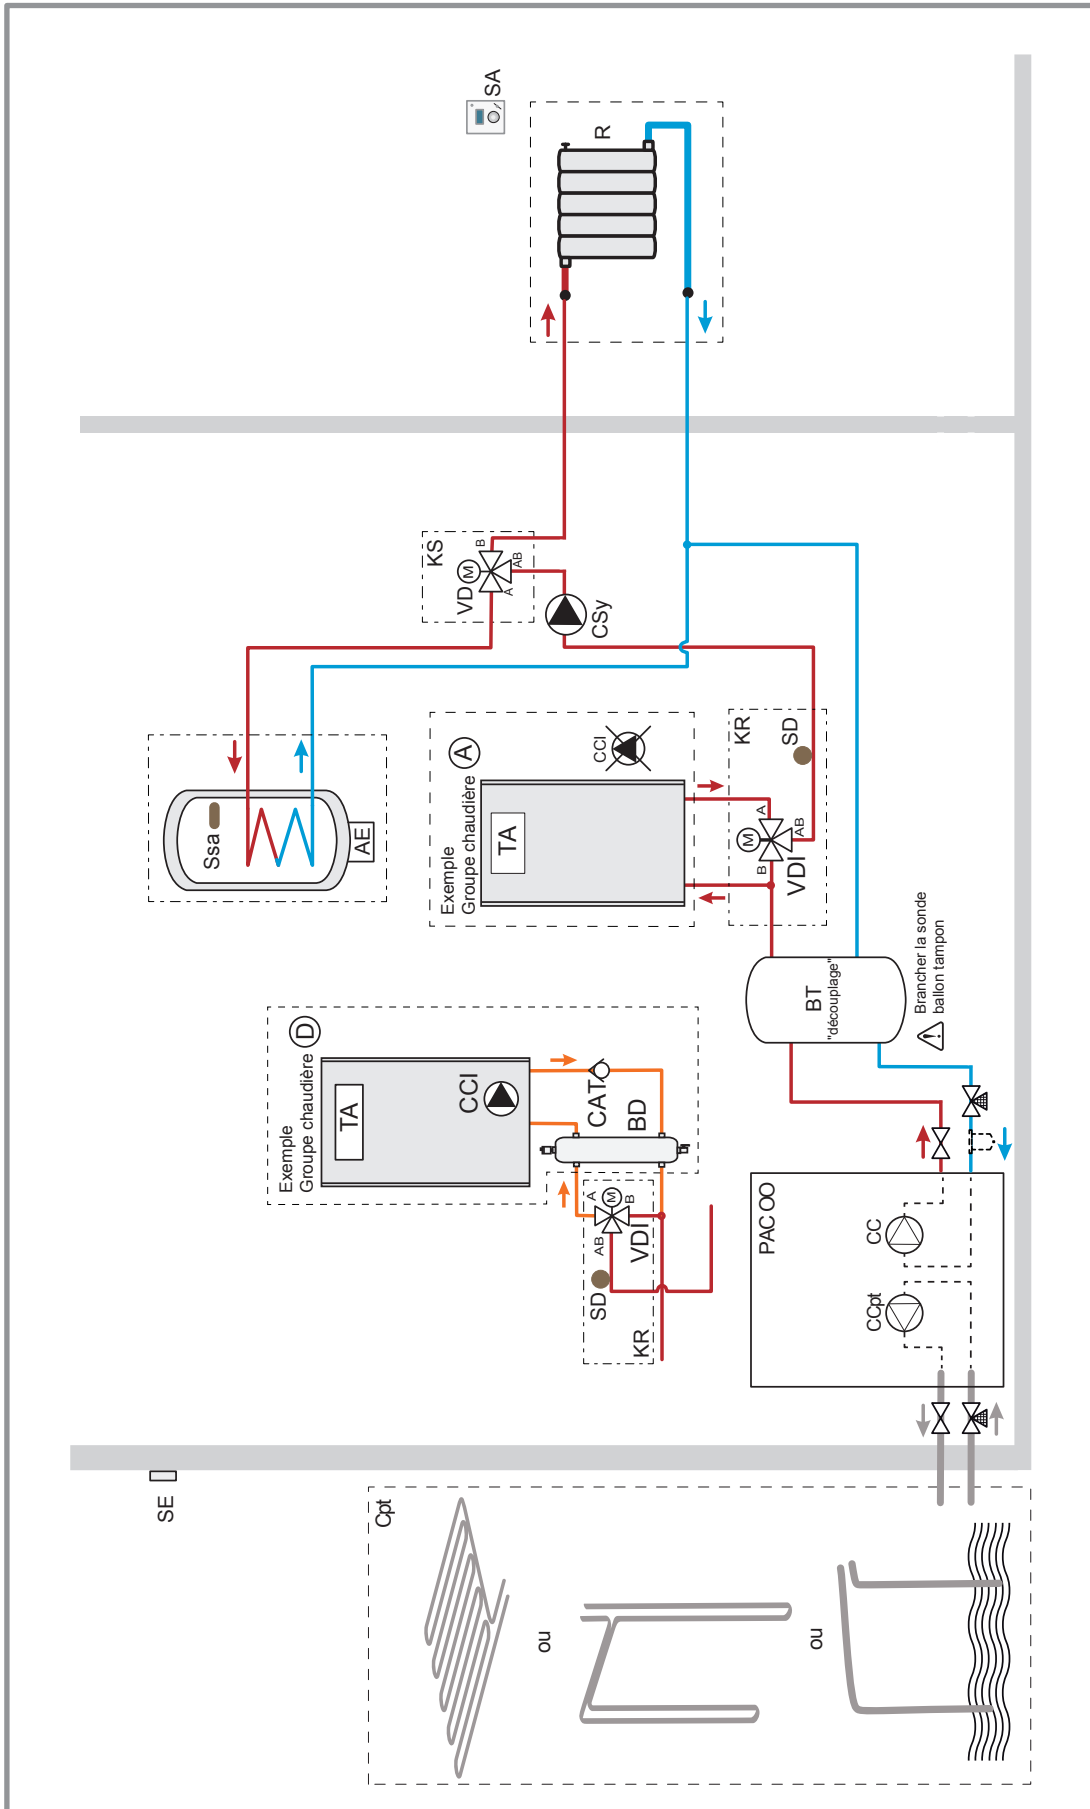 SE
Cpt
ou
ou
PAC OO
CCpt
CC
KR
SD
VDI
AB
A
M
B
Exemple
Groupe chaudière
D
TA
CCI
CAT
BD
BT
"découplage"
Brancher la sonde
ballon tampon
Exemple
Groupe chaudière
A
TA
CCI
KR
SD
VDI
B
M
A
AB
Ssa
AE
CSy
KS
VD
M
A
AB
B
R
SA